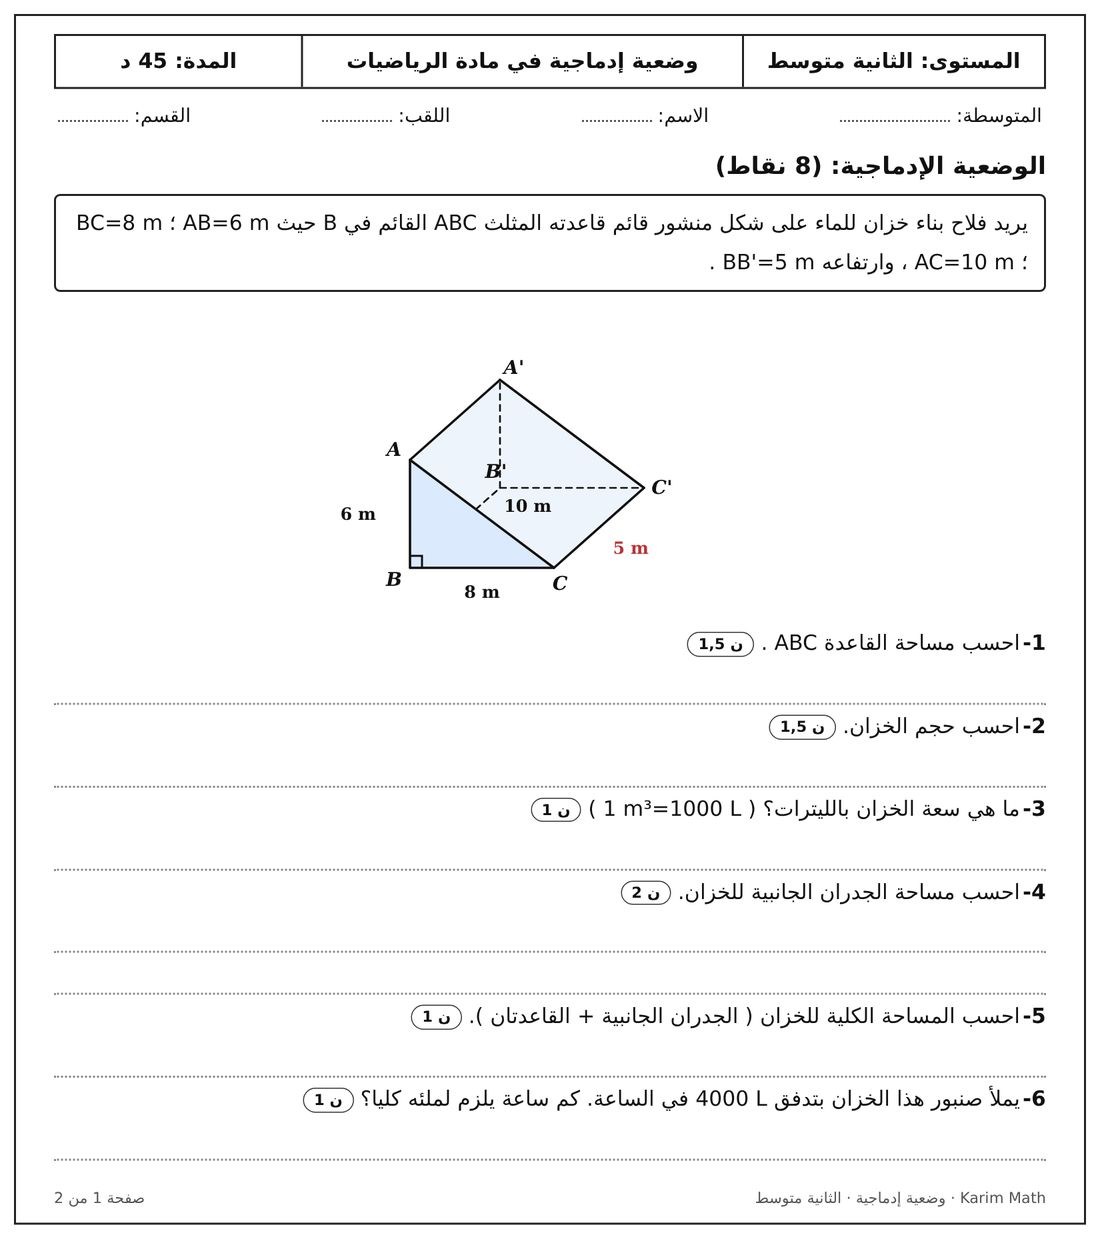 المستوى: الثانية متوسط
وضعية إدماجية في مادة الرياضيات
المدة: 45 د
المتوسطة: ............................ الاسم: .................. اللقب: .................. القسم: ..................
الوضعية الإدماجية: (8 نقاط)
يريد فلاح بناء خزان للماء على شكل منشور قائم قاعدته المثلث ABC القائم في B حيث AB=6 m ؛ BC=8 m
؛ AC=10 m ، وارتفاعه BB'=5 m .
A'
A
B'
C'
10 m
6 m
5 m
B
C
8 m
1- احسب مساحة القاعدة ABC . 1,5 ن
2- احسب حجم الخزان. 1,5 ن
3- ما هي سعة الخزان بالليترات؟ ( 1 m³=1000 L ) 1 ن
4- احسب مساحة الجدران الجانبية للخزان. 2 ن
5- احسب المساحة الكلية للخزان ( الجدران الجانبية + القاعدتان ). 1 ن
6- يملأ صنبور هذا الخزان بتدفق 4000 L في الساعة. كم ساعة يلزم لملئه كليا؟ 1 ن
Karim Math · وضعية إدماجية · الثانية متوسط
صفحة 1 من 2